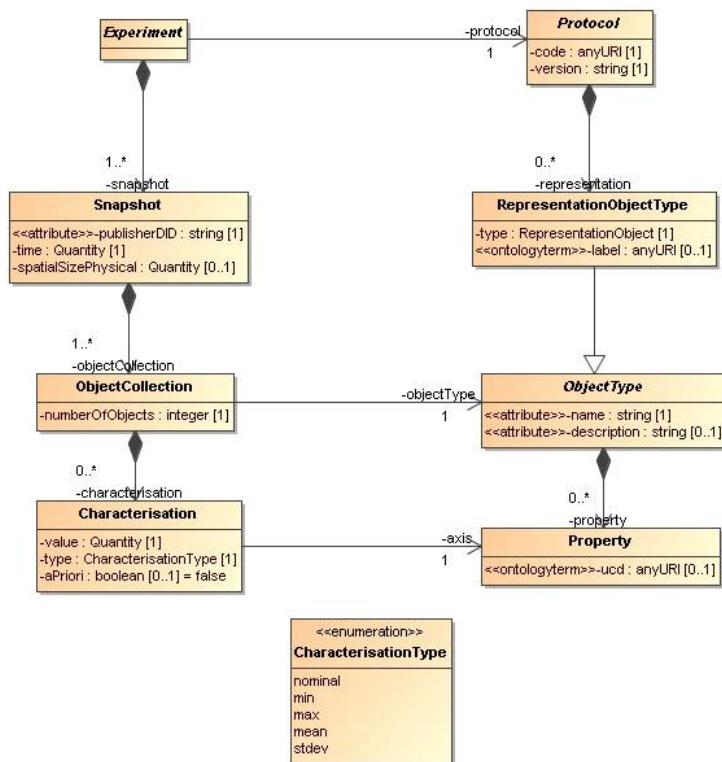 Experiment
-protocol
1
Protocol
-code : anyURI [1]
-version : string [1]
1..*
-snapshot
0..*
-representation
Snapshot
<<attribute>>-publisherDID : string [1]
-time : Quantity [1]
-spatialSizePhysical : Quantity [0..1]
RepresentationObjectType
-type : RepresentationObject [1]
<<ontologyterm>>-label : anyURI [0..1]
1..*
-objectCollection
ObjectCollection
-numberOfObjects : integer [1]
-objectType
1
ObjectType
<<attribute>>-name : string [1]
<<attribute>>-description : string [0..1]
0..*
-characterisation
0..*
-property
Characterisation
-value : Quantity [1]
-type : CharacterisationType [1]
-aPriori : boolean [0..1] = false
-axis
1
Property
<<ontologyterm>>-ucd : anyURI [0..1]
<<enumeration>>
CharacterisationType
nominal
min
max
mean
stdev